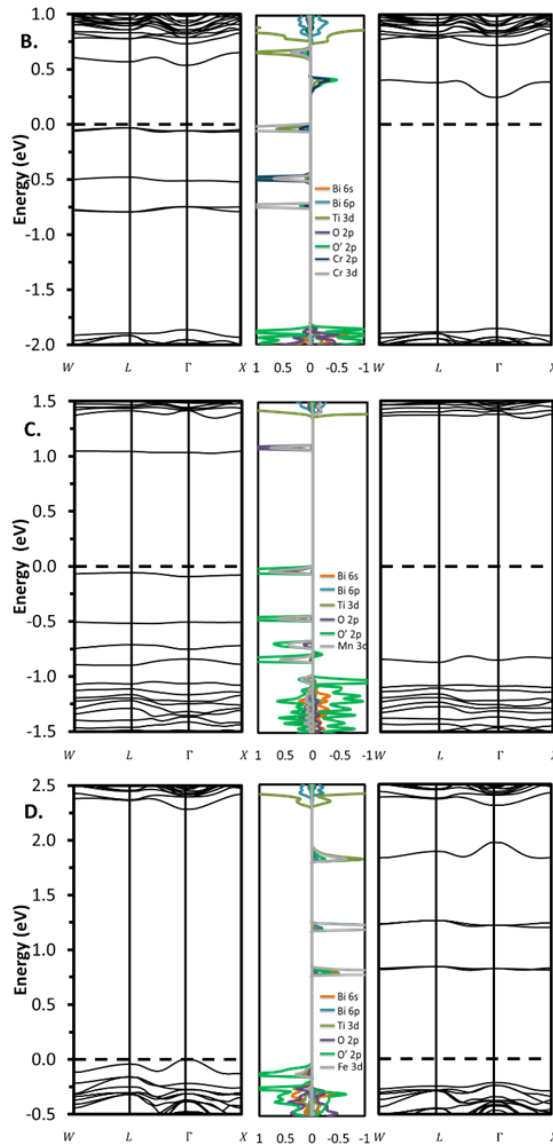 B.
Energy (eV)
1.0
0.5
0.0
-0.5
-1.0
-1.5
-2.0
W L Γ X
Bi 6s
Bi 6p
Ti 3d
O 2p
O' 2p
Cr 2p
Cr 3d
1 0.5 0 -0.5 -1
W L Γ X
C.
Energy (eV)
1.5
1.0
0.5
0.0
-0.5
-1.0
-1.5
W L Γ X
Bi 6s
Bi 6p
Ti 3d
O 2p
O' 2p
Mn 3d
1 0.5 0 -0.5 -1
W L Γ X
D.
Energy (eV)
2.5
2.0
1.5
1.0
0.5
0.0
-0.5
W L Γ X
Bi 6s
Bi 6p
Ti 3d
O 2p
O' 2p
Fe 3d
1 0.5 0 -0.5 -1
W L Γ X